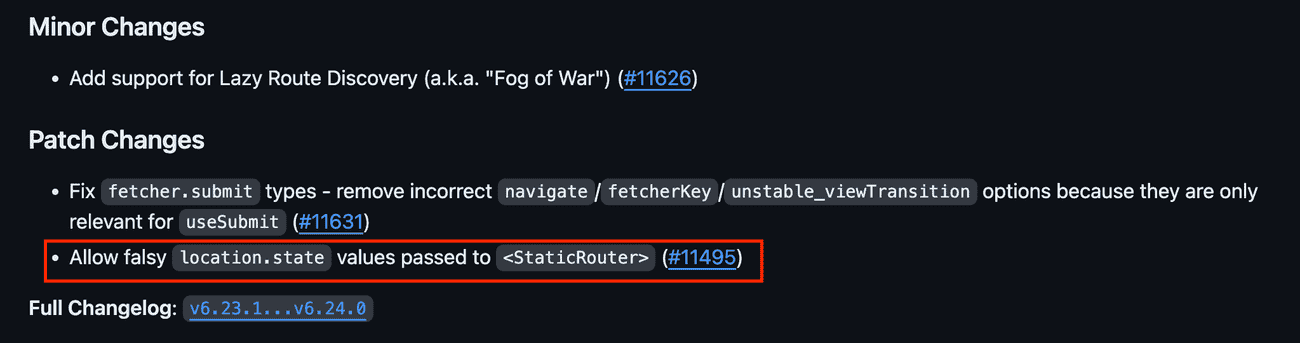 Minor Changes
• Add support for Lazy Route Discovery (a.k.a. "Fog of War") (#11626)
Patch Changes
• Fix fetcher.submit types - remove incorrect navigate/fetcherKey/unstable_viewTransition options because they are only
relevant for useSubmit (#11631)
• Allow falsy location.state values passed to <StaticRouter> (#11495)
Full Changelog: v6.23.1...v6.24.0